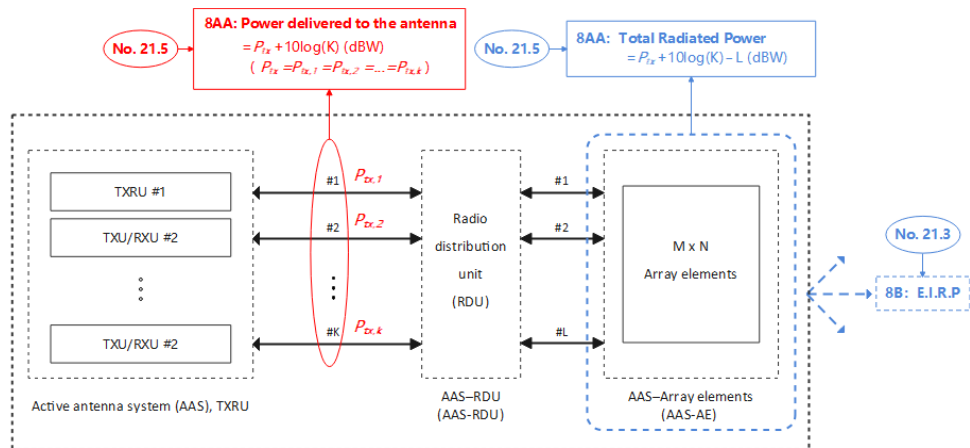 8AA: Power delivered to the antenna
= Ptx + 10log(K) (dBW)
( Ptx = Ptx,1 = Ptx,2 = ... = Ptx,k )
No. 21.5
No. 21.5
8AA: Total Radiated Power
= Ptx + 10log(K) – L (dBW)
TXRU #1
TXU/RXU #2
TXU/RXU #2
Active antenna system (AAS), TXRU
#1
Ptx,1
#2
Ptx,2
#K
Ptx,k
Radio
distribution
unit
(RDU)
AAS–RDU
(AAS-RDU)
#1
#2
#L
M x N
Array elements
AAS–Array elements
(AAS-AE)
No. 21.3
8B: E.I.R.P